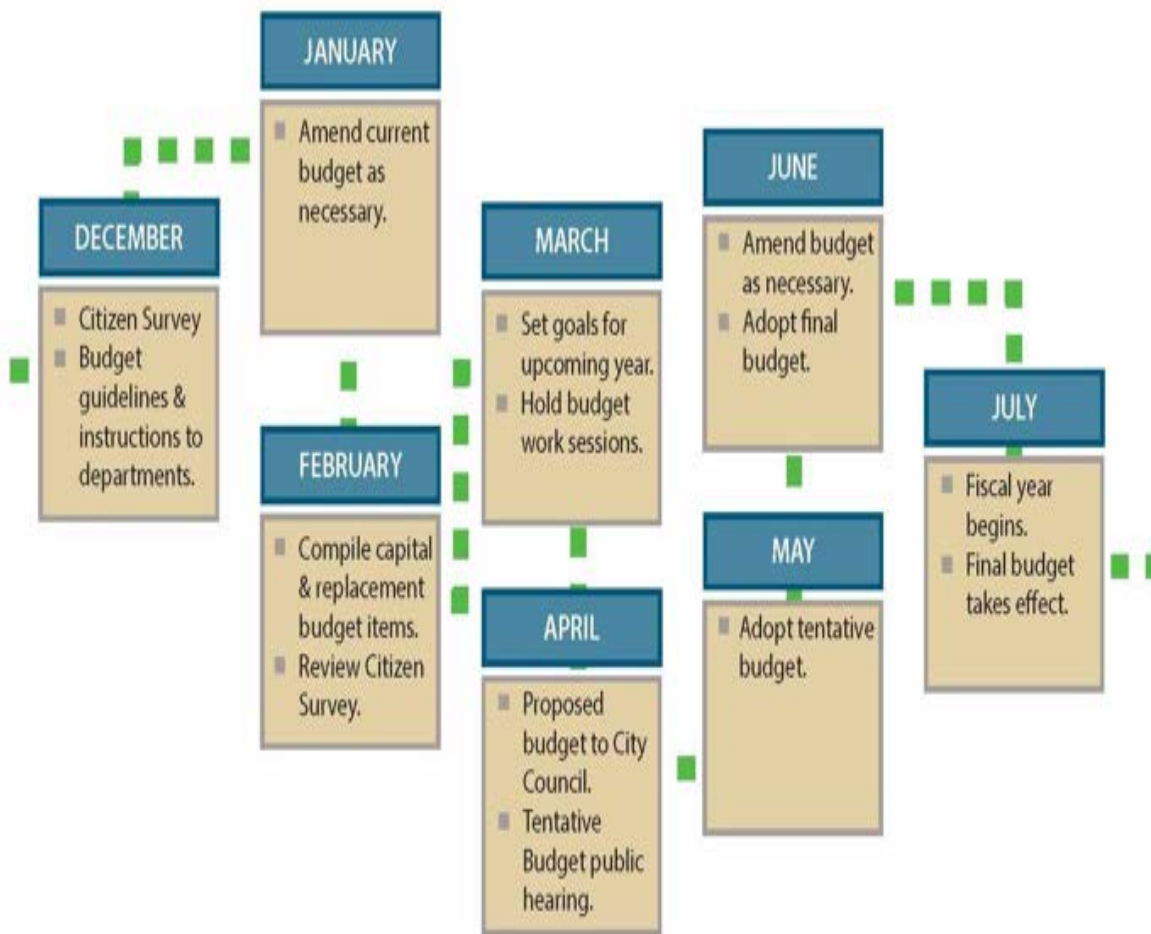 DECEMBER
Citizen Survey
Budget
guidelines &
instructions to
departments.
JANUARY
Amend current
budget as
necessary.
FEBRUARY
Compile capital
& replacement
budget items.
Review Citizen
Survey.
MARCH
Set goals for
upcoming year.
Hold budget
work sessions.
APRIL
Proposed
budget to City
Council.
Tentative
Budget public
hearing.
MAY
Adopt tentative
budget.
JUNE
Amend budget
as necessary.
Adopt final
budget.
JULY
Fiscal year
begins.
Final budget
takes effect.